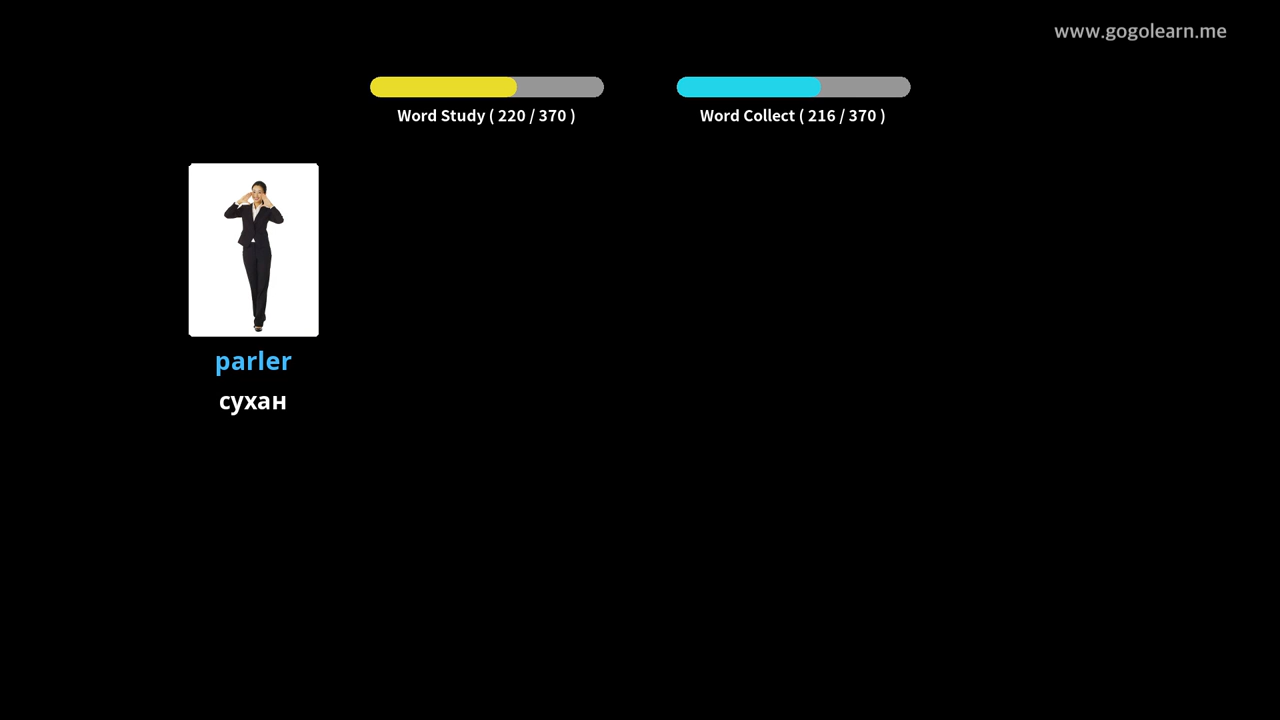 www.gogolearn.me
Word Study ( 220 / 370 )
Word Collect ( 216 / 370 )
parler
сухан